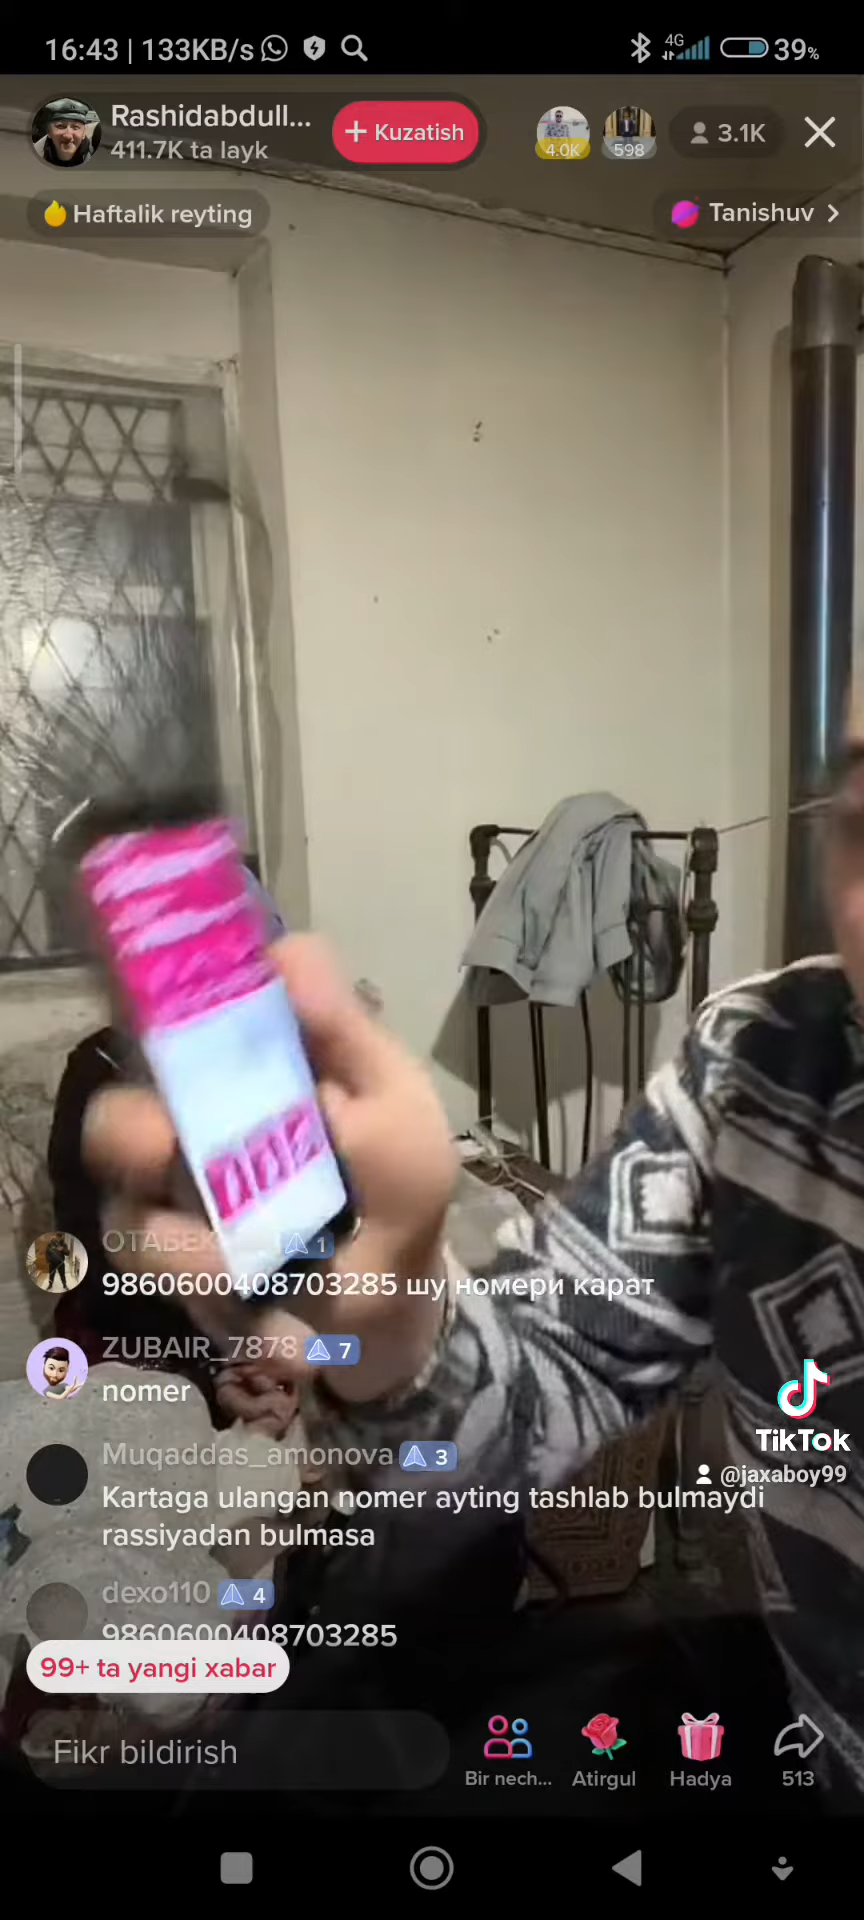 16:43 | 133KB/s
4G
39%
Rashidabdull...
411.7K ta layk
+ Kuzatish
4.0K
598
3.1K
Haftalik reyting
Tanishuv >
OTABEK
1
9860600408703285 шу номери карат
ZUBAIR_7878 7
nomer
Muqaddas_amonova 3
Kartaga ulangan nomer ayting tashlab bulmaydi
rassiyadan bulmasa
dexo110 4
9860600408703285
99+ ta yangi xabar
TikTok
@jaxaboy99
Fikr bildirish
Bir nech...
Atirgul
Hadya
513